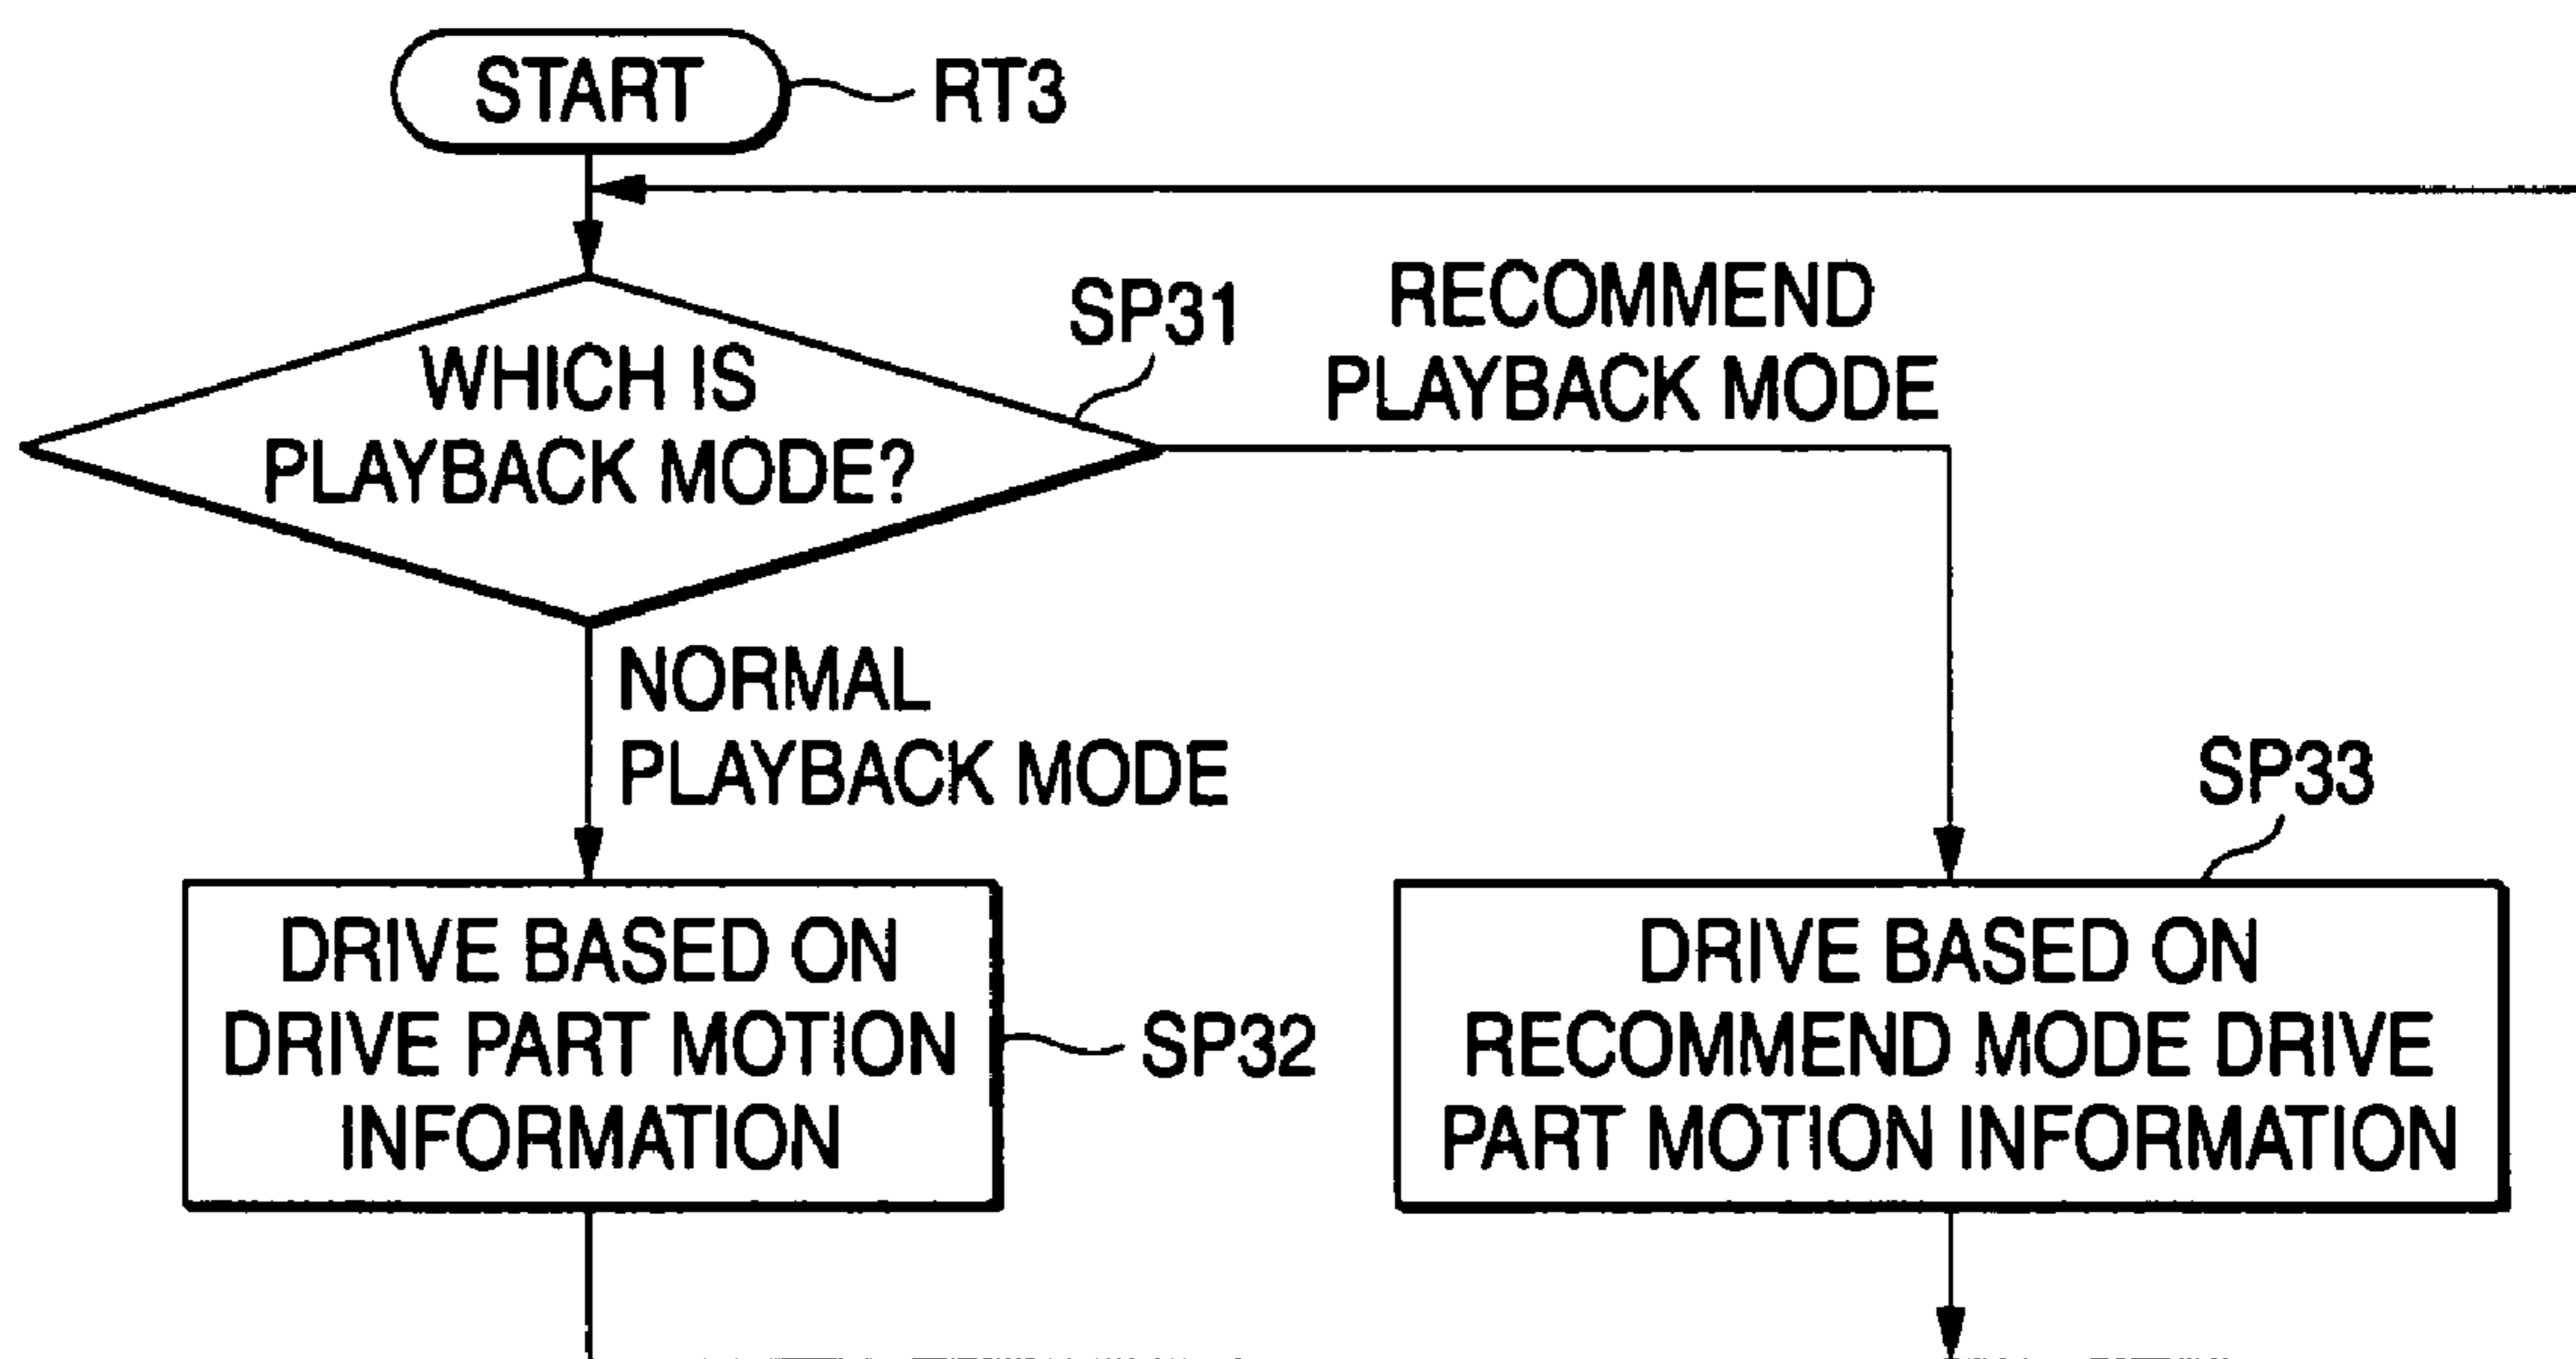 START
RT3
WHICH IS
PLAYBACK MODE?
SP31
RECOMMEND
PLAYBACK MODE
NORMAL
PLAYBACK MODE
DRIVE BASED ON
DRIVE PART MOTION
INFORMATION
SP32
SP33
DRIVE BASED ON
RECOMMEND MODE DRIVE
PART MOTION INFORMATION